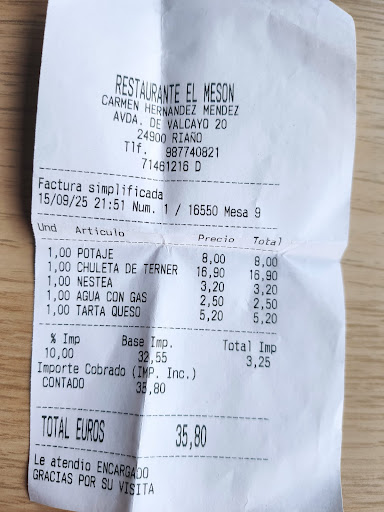 RESTAURANTE EL MESON
CARMEN HERNANDEZ MENDEZ
AVDA. DE VALCAYO 20
24900 RIAÑO
Tlf. 987740821
71461216 D
Factura simplificada
15/09/25 21:51 Num. 1 / 16550 Mesa 9
Und Articulo Precio Total
1,00 POTAJE 8,00 8,00
1,00 CHULETA DE TERNER 16,90 16,90
1,00 NESTEA 3,20 3,20
1,00 AGUA CON GAS 2,50 2,50
1,00 TARTA QUESO 5,20 5,20
% Imp Base Imp. Total Imp
10,00 32,55 3,25
Importe Cobrado (IMP. Inc.)
CONTADO 35,80
TOTAL EUROS 35,80
Le atendio ENCARGADO
GRACIAS POR SU VISITA